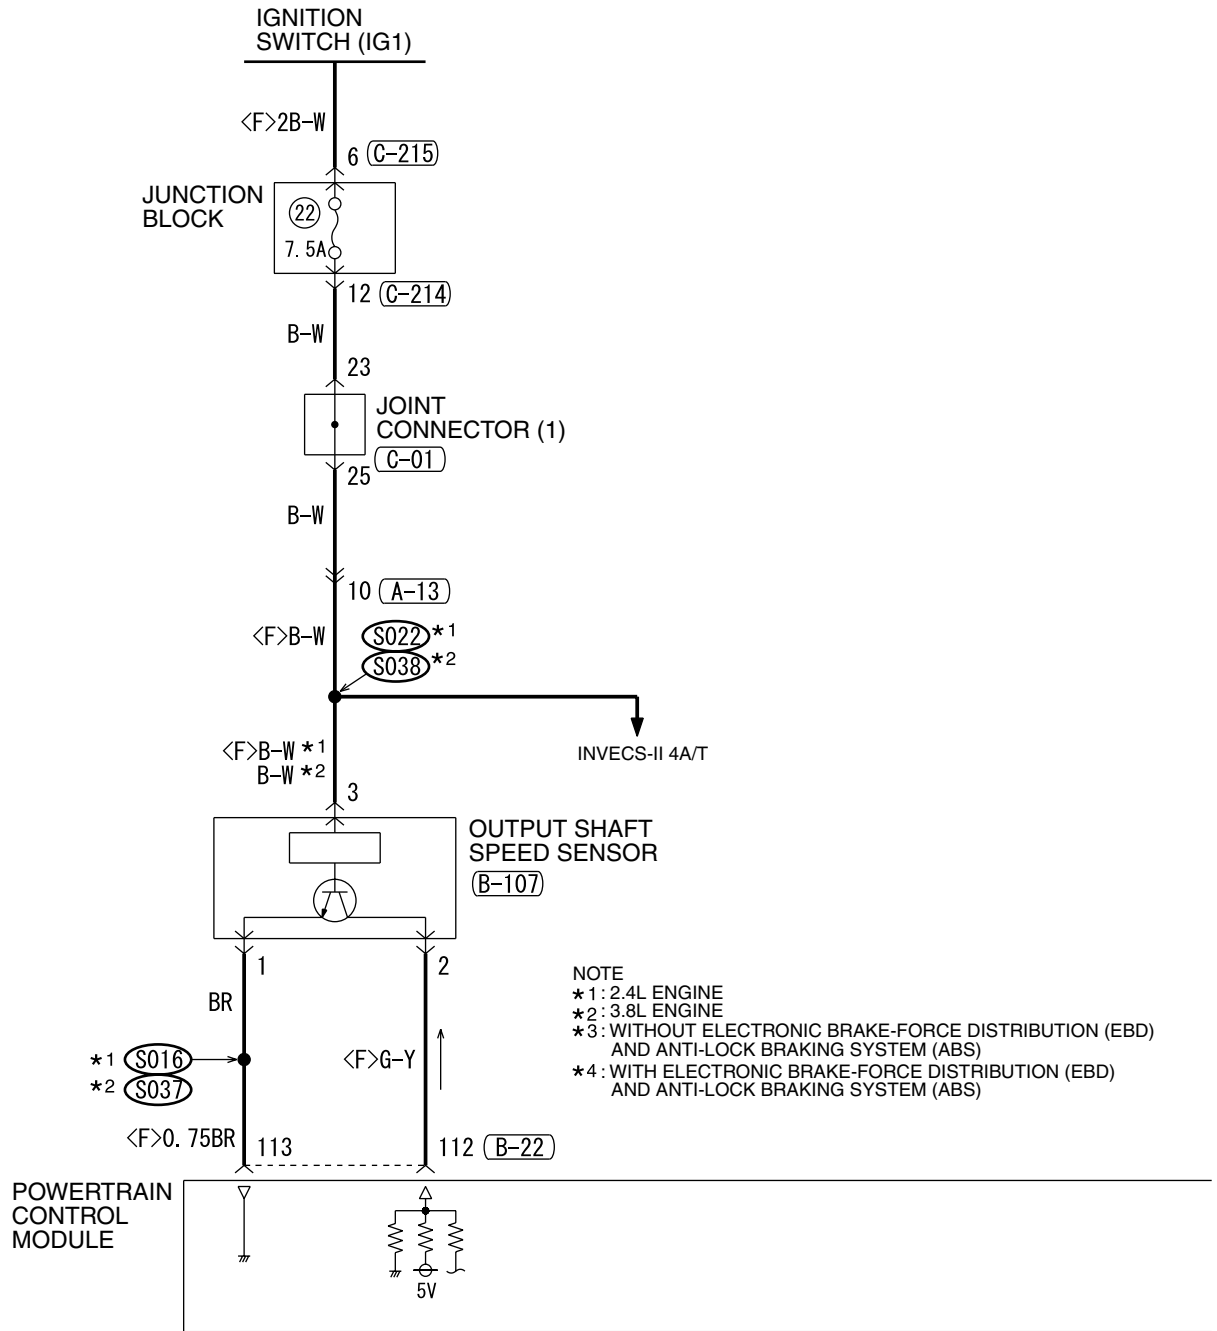 IGNITION
SWITCH (IG1)
<F>2B-W
6 C-215
JUNCTION
BLOCK
22
7.5A
12 C-214
B-W
23
JOINT
CONNECTOR (1)
C-01
25
B-W
10 A-13
<F>B-W
S022 *1
S038 *2
<F>B-W *1
B-W *2
INVECS-II 4A/T
3
OUTPUT SHAFT
SPEED SENSOR
B-107
1
2
BR
NOTE
*1: 2.4L ENGINE
*2: 3.8L ENGINE
*3: WITHOUT ELECTRONIC BRAKE-FORCE DISTRIBUTION (EBD)
AND ANTI-LOCK BRAKING SYSTEM (ABS)
*4: WITH ELECTRONIC BRAKE-FORCE DISTRIBUTION (EBD)
AND ANTI-LOCK BRAKING SYSTEM (ABS)
*1 S016
*2 S037
<F>G-Y
<F>0.75BR
113
112 B-22
POWERTRAIN
CONTROL
MODULE
5V